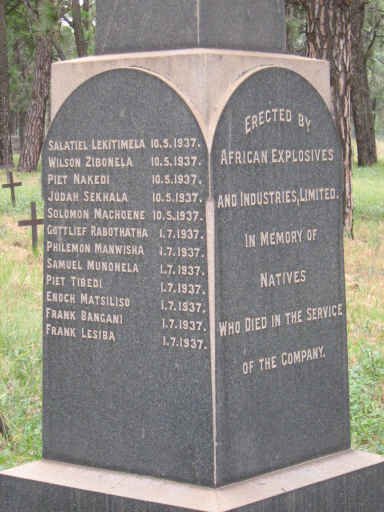 Salatiel Lekitimela 10.5.1937.
Wilson Zibonela 10.5.1937.
Piet Nakedi 10.5.1937.
Judah Sekhala 10.5.1937.
Solomon Machoene 10.5.1937.
Gottlief Rabothatha 1.7.1937.
Philemon Manwisha 1.7.1937.
Samuel Munohela 1.7.1937.
Piet Tibedi 1.7.1937.
Enoch Matsiliso 1.7.1937.
Frank Bangani 1.7.1937.
Frank Lesiba 1.7.1937.
Erected by
African Explosives
and Industries, Limited.
In Memory of
Natives
Who Died in the Service
of the Company.